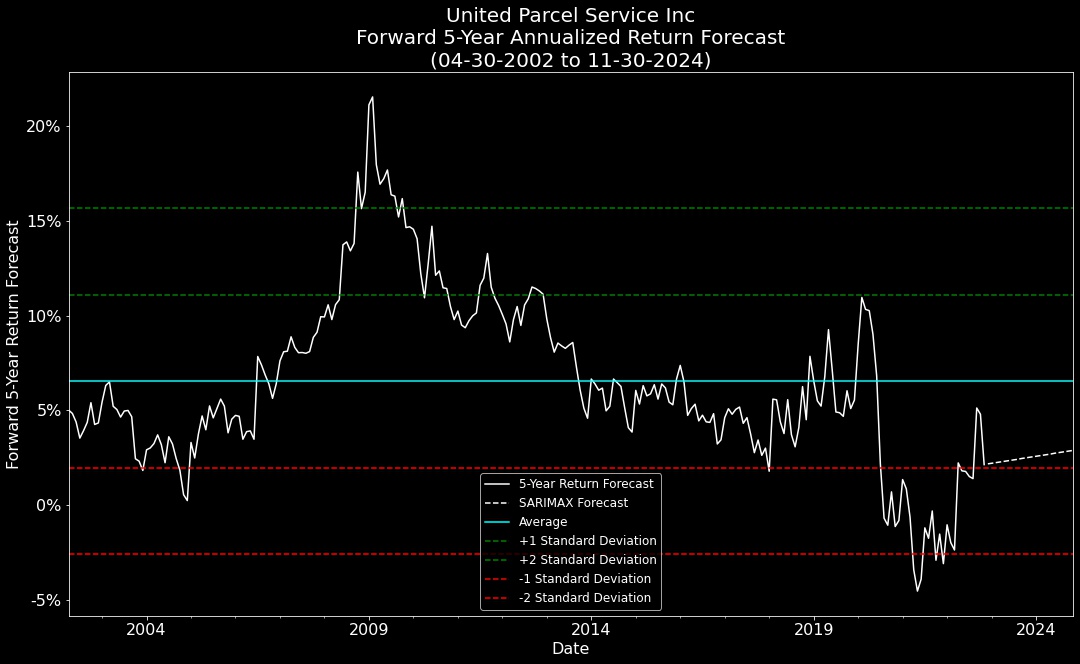 United Parcel Service Inc
Forward 5-Year Annualized Return Forecast
(04-30-2002 to 11-30-2024)
Forward 5-Year Return Forecast
20%
15%
10%
5%
0%
-5%
5-Year Return Forecast
SARIMAX Forecast
Average
+1 Standard Deviation
+2 Standard Deviation
-1 Standard Deviation
-2 Standard Deviation
2004
2009
2014
2019
2024
Date